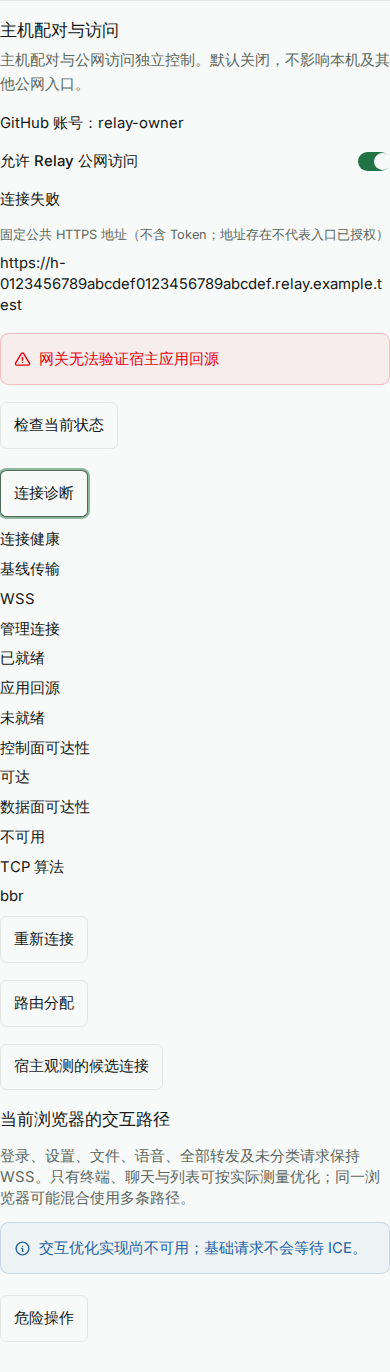 主机配对与访问
主机配对与公网访问独立控制。默认关闭，不影响本机及其
他公网入口。
GitHub 账号：relay-owner
允许 Relay 公网访问
连接失败
固定公共 HTTPS 地址（不含 Token；地址存在不代表入口已授权）
https://h-
0123456789abcdef0123456789abcdef.relay.example.t
est
网关无法验证宿主应用回源
检查当前状态
连接诊断
连接健康
基线传输
WSS
管理连接
已就绪
应用回源
未就绪
控制面可达性
可达
数据面可达性
不可用
TCP 算法
bbr
重新连接
路由分配
宿主观测的候选连接
当前浏览器的交互路径
登录、设置、文件、语音、全部转发及未分类请求保持
WSS。只有终端、聊天与列表可按实际测量优化；同一浏
览器可能混合使用多条路径。
交互优化实现尚不可用；基础请求不会等待 ICE。
危险操作